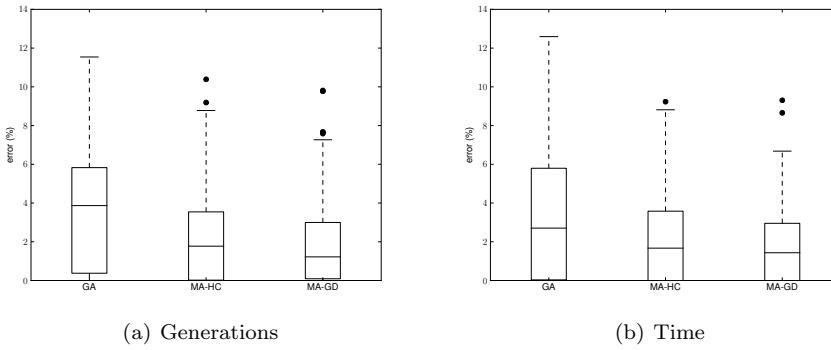 14
12
10
8
6
4
2
0
error (%)
GA
MA-HC
MA-GD
(a) Generations
14
12
10
8
6
4
2
0
error (%)
GA
MA-HC
MA-GD
(b) Time